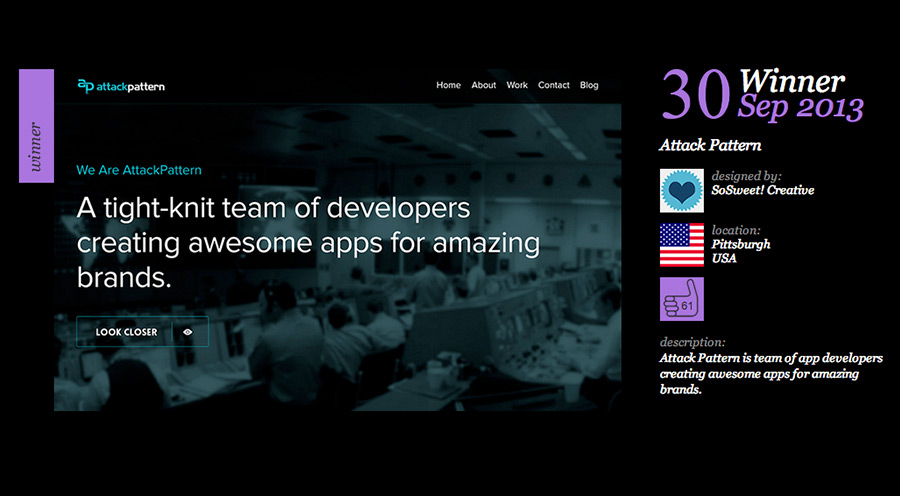 winner
attackpattern
Home About Work Contact Blog
We Are AttackPattern
A tight-knit team of developers
creating awesome apps for amazing
brands.
LOOK CLOSER
30 Winner
Sep 2013
Attack Pattern
designed by:
SoSweet! Creative
location:
Pittsburgh
USA
61
description:
Attack Pattern is team of app developers
creating awesome apps for amazing
brands.